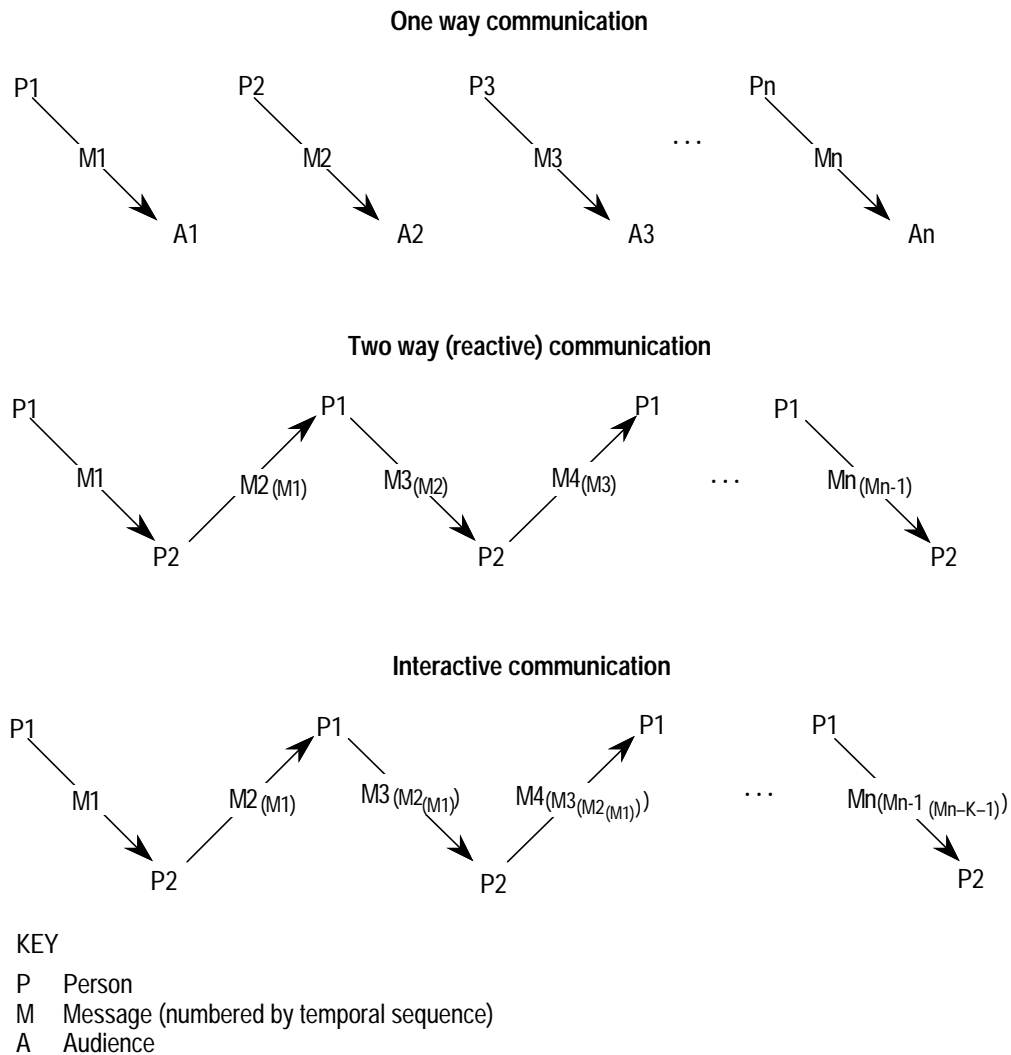 One way communication
P1 P2 P3 Pn
M1 M2 M3 ... Mn
A1 A2 A3 An
Two way (reactive) communication
P1 P1 P1 P1
M1 M2(M1) M3(M2) M4(M3) ... Mn(Mn-1)
P2 P2 P2
Interactive communication
P1 P1 P1 P1
M1 M2(M1) M3(M2(M1)) M4(M3(M2(M1))) ... Mn(Mn-1(Mn–K–1))
P2 P2 P2
KEY
P Person
M Message (numbered by temporal sequence)
A Audience